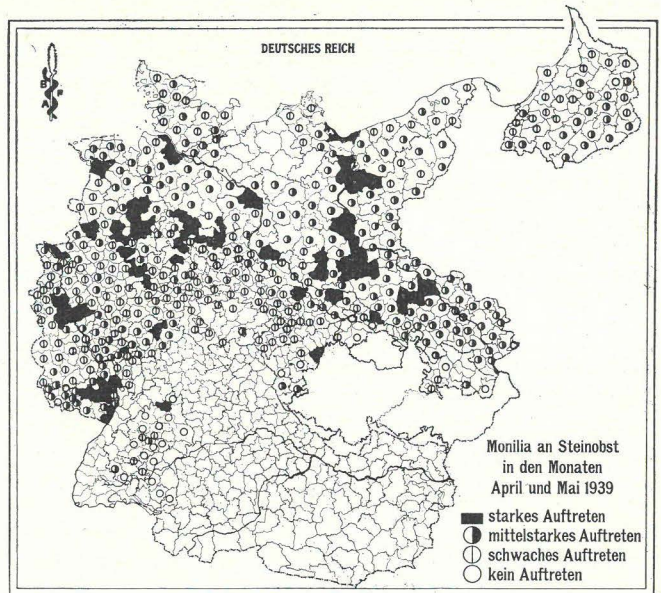 DEUTSCHES REICH
B P
A
Monilia an Steinobst
in den Monaten
April und Mai 1939
starkes Auftreten
mittelstarkes Auftreten
schwaches Auftreten
kein Auftreten